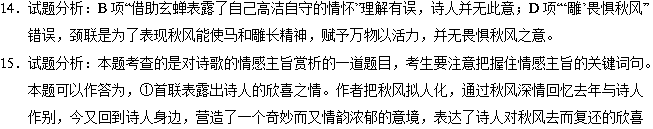 14．试题分析：B 项“借助玄蝉表露了自己高洁自守的情怀”理解有误，诗人并无此意；D 项“‘雕’畏惧秋风”
错误，颈联是为了表现秋风能使马和雕长精神，赋予万物以活力，并无畏惧秋风之意。
15．试题分析：本题考查的是对诗歌的情感主旨赏析的一道题目，考生要注意把握住情感主旨的关键词句。
本题可以作答为，①首联表露出诗人的欣喜之情。作者把秋风拟人化，通过秋风深情回忆去年与诗人
作别，今又回到诗人身边，营造了一个奇妙而又情韵浓郁的意境，表达了诗人对秋风去而复还的欣喜